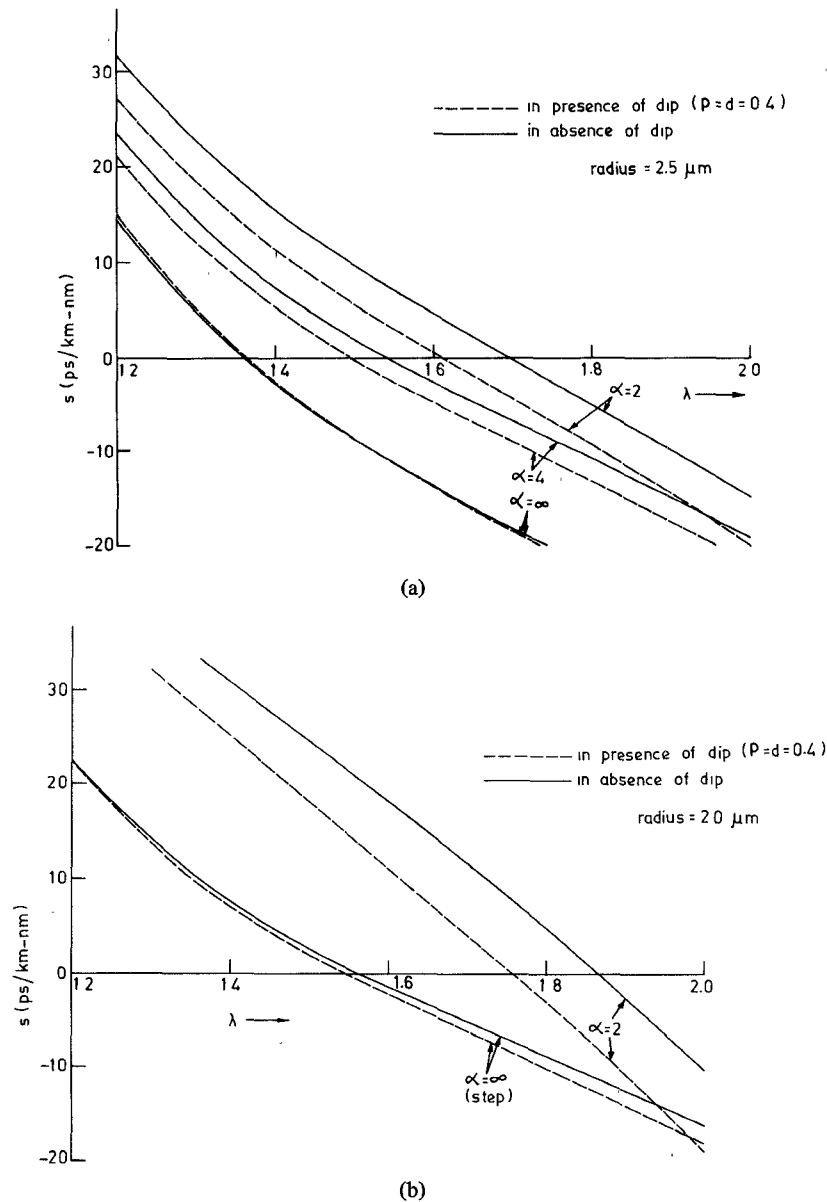 30
20
10
0
-10
-20
s (ps/km-nm)
in presence of dip (P=d=0.4)
in absence of dip
radius = 2.5 μm
1.2
1.4
1.6
1.8
2.0
λ
α=2
α=4
α=∞
(a)
30
20
10
0
-10
-20
s (ps/km-nm)
in presence of dip (P=d=0.4)
in absence of dip
radius = 2.0 μm
1.2
1.4
1.6
1.8
2.0
λ
α=2
α=∞
(step)
(b)